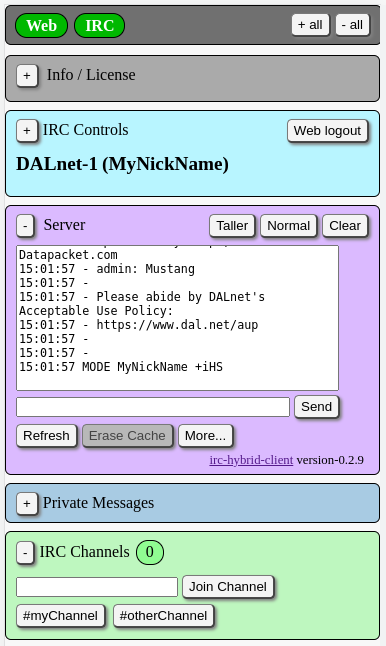 Web IRC + all - all
+ Info / License
+ IRC Controls Web logout
DALnet-1 (MyNickName)
- Server Taller Normal Clear
Datapacket.com
15:01:57 - admin: Mustang
15:01:57 -
15:01:57 - Please abide by DALnet's
Acceptable Use Policy:
15:01:57 - https://www.dal.net/aup
15:01:57 -
15:01:57 -
15:01:57 MODE MyNickName +iHS
Send
Refresh Erase Cache More...
irc-hybrid-client version-0.2.9
+ Private Messages
- IRC Channels 0
Join Channel
#myChannel #otherChannel